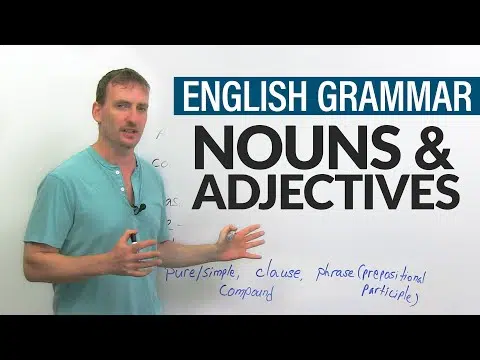 ENGLISH GRAMMAR
NOUNS &
ADJECTIVES
pure/simple, clause, phrase (prepositional
compound participle)